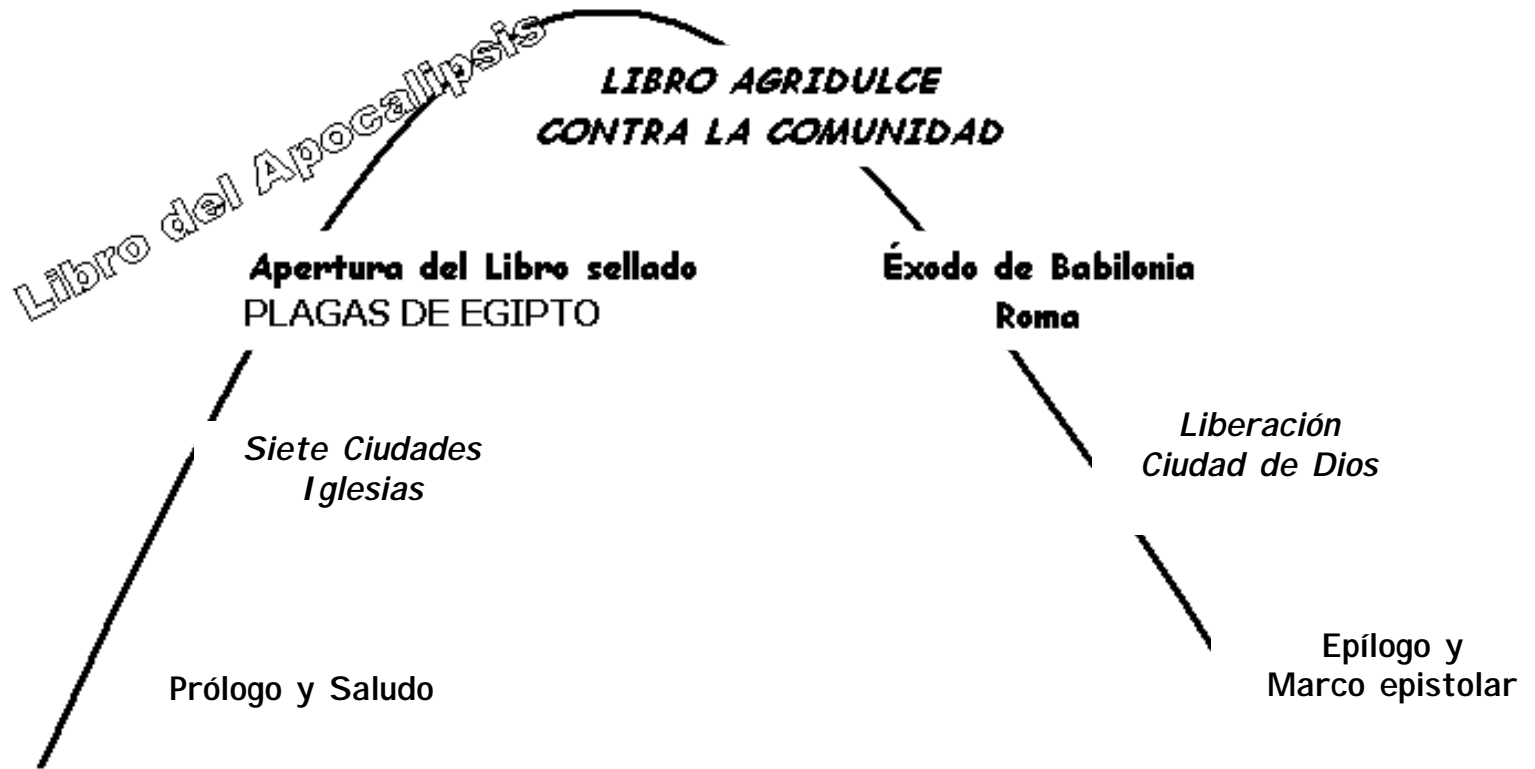 Libro del Apocalipsis
LIBRO AGRIDULCE
CONTRA LA COMUNIDAD
Apertura del Libro sellado
PLAGAS DE EGIPTO
Éxodo de Babilonia
Roma
Siete Ciudades
Iglesias
Liberación
Ciudad de Dios
Prólogo y Saludo
Epílogo y
Marco epistolar